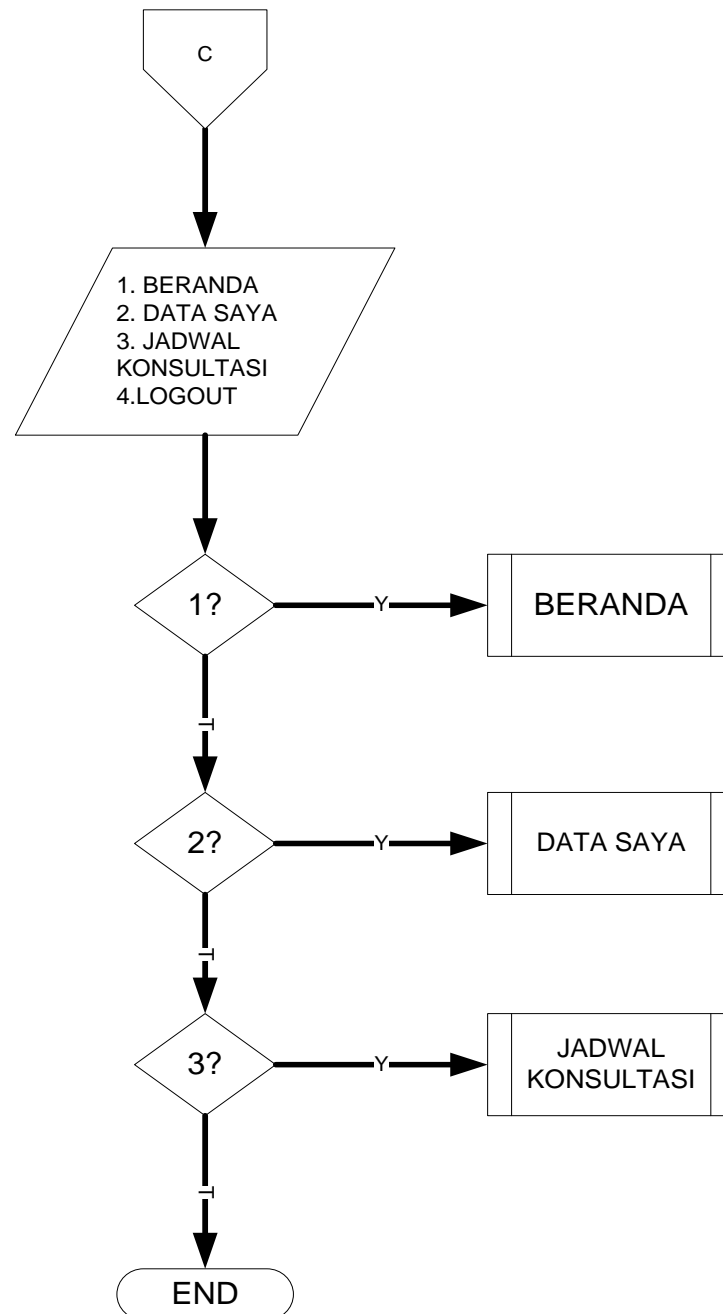 C
1. BERANDA
2. DATA SAYA
3. JADWAL
KONSULTASI
4.LOGOUT
1?
Y
BERANDA
T
2?
Y
DATA SAYA
T
3?
Y
JADWAL
KONSULTASI
T
END